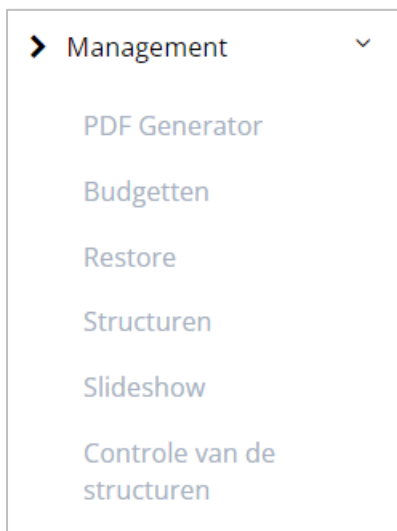 Management
PDF Generator
Budgetten
Restore
Structuren
Slideshow
Controle van de
structuren